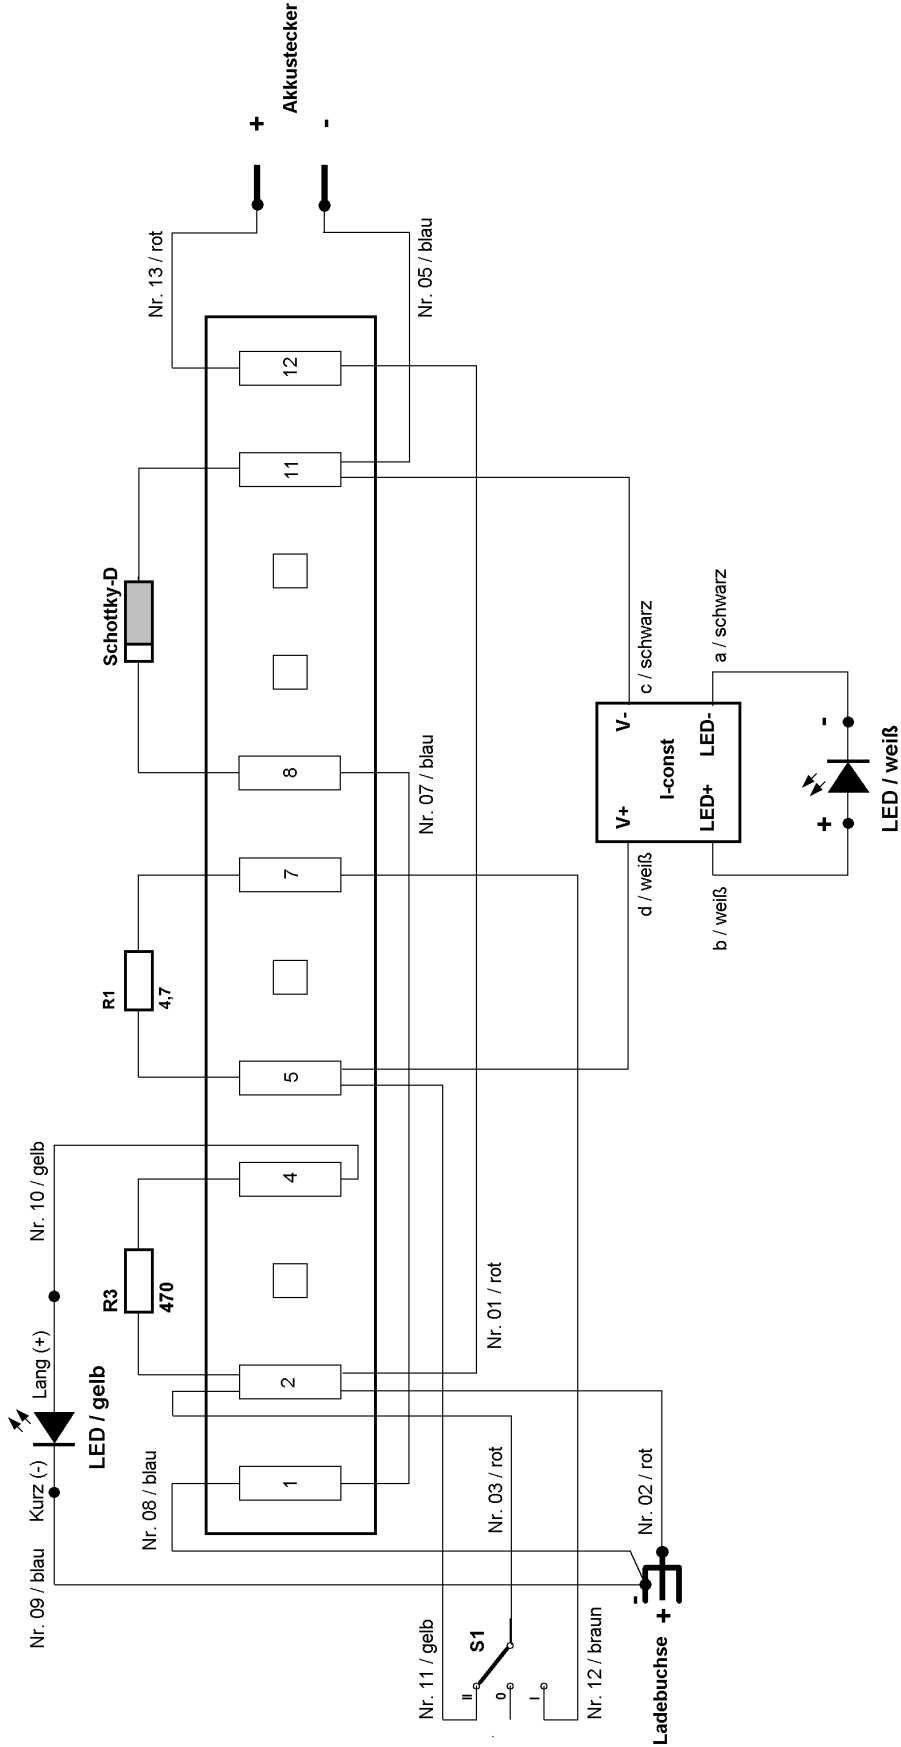 Akkustecker
+
-
Nr. 13 / rot
Nr. 05 / blau
12
11
8
7
5
4
2
1
Schottky-D
R1
4,7
R3
470
Nr. 10 / gelb
Lang (+)
LED / gelb
Kurz (-)
Nr. 09 / blau
Nr. 08 / blau
Nr. 07 / blau
Nr. 01 / rot
Nr. 03 / rot
Nr. 02 / rot
Nr. 11 / gelb
S1
II
0
I
Nr. 12 / braun
-
+
Ladebuchse
c / schwarz
a / schwarz
V+
V-
I-const
LED+
LED-
d / weiß
b / weiß
+
-
LED / weiß